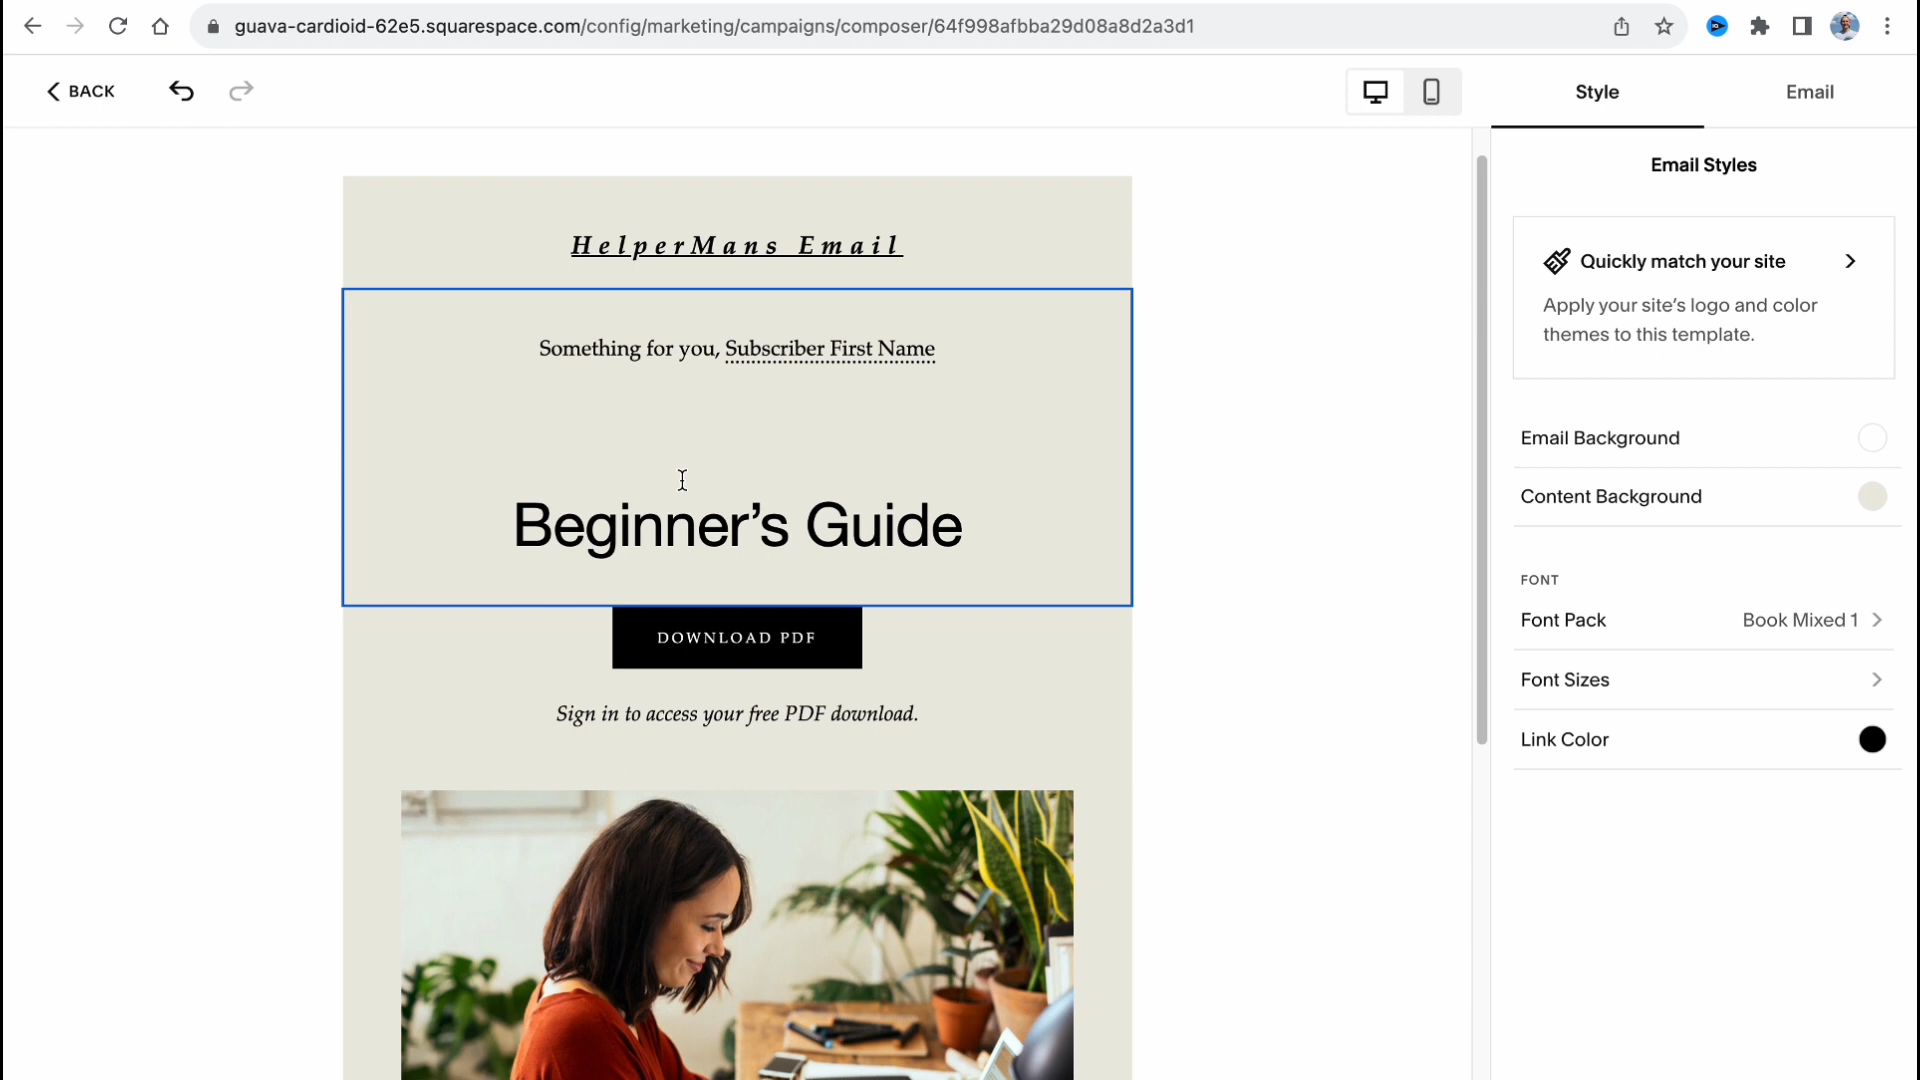 guava-cardioid-62e5.squarespace.com/config/marketing/campaigns/composer/64f998afbba29d08a8d2a3d1
BACK
Style
Email
Email Styles
HelperMans Email
Quickly match your site
Apply your site's logo and color
themes to this template.
Something for you, Subscriber First Name
Email Background
Content Background
Beginner’s Guide
FONT
Font Pack
Book Mixed 1
DOWNLOAD PDF
Font Sizes
Sign in to access your free PDF download.
Link Color